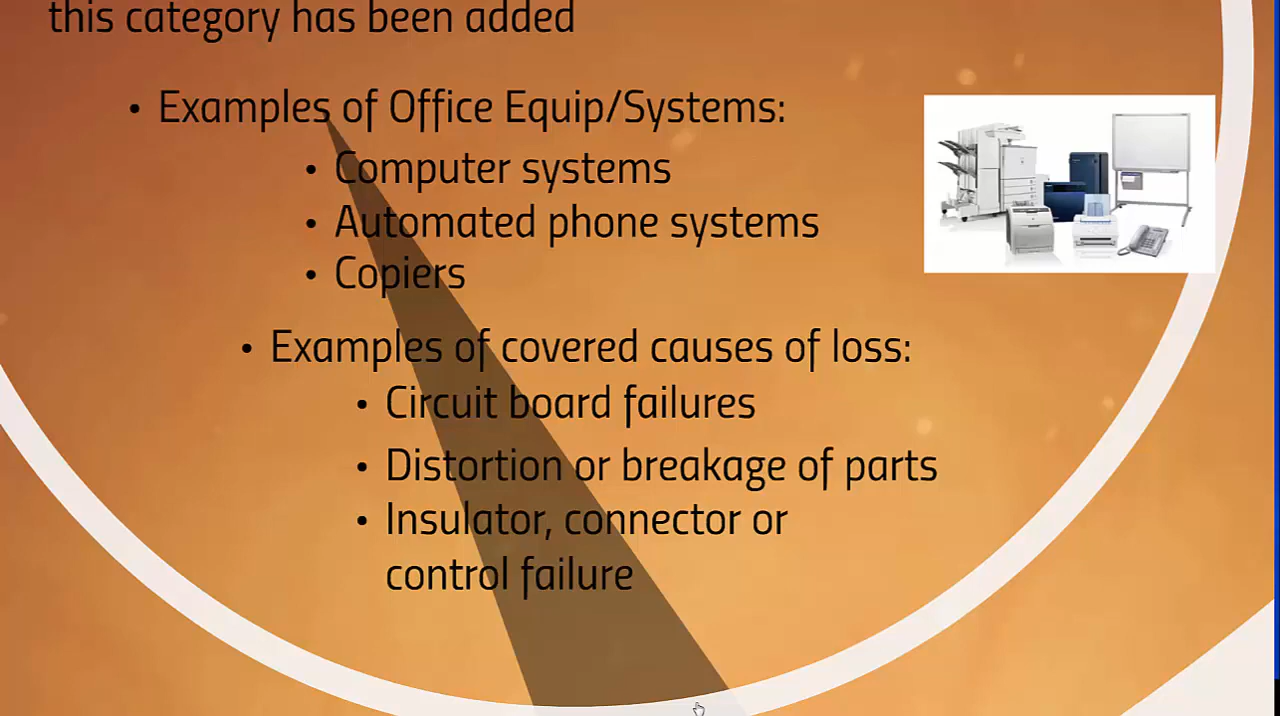 this category has been added
• Examples of Office Equip/Systems:
• Computer systems
• Automated phone systems
• Copiers
• Examples of covered causes of loss:
• Circuit board failures
• Distortion or breakage of parts
• Insulator, connector or
control failure